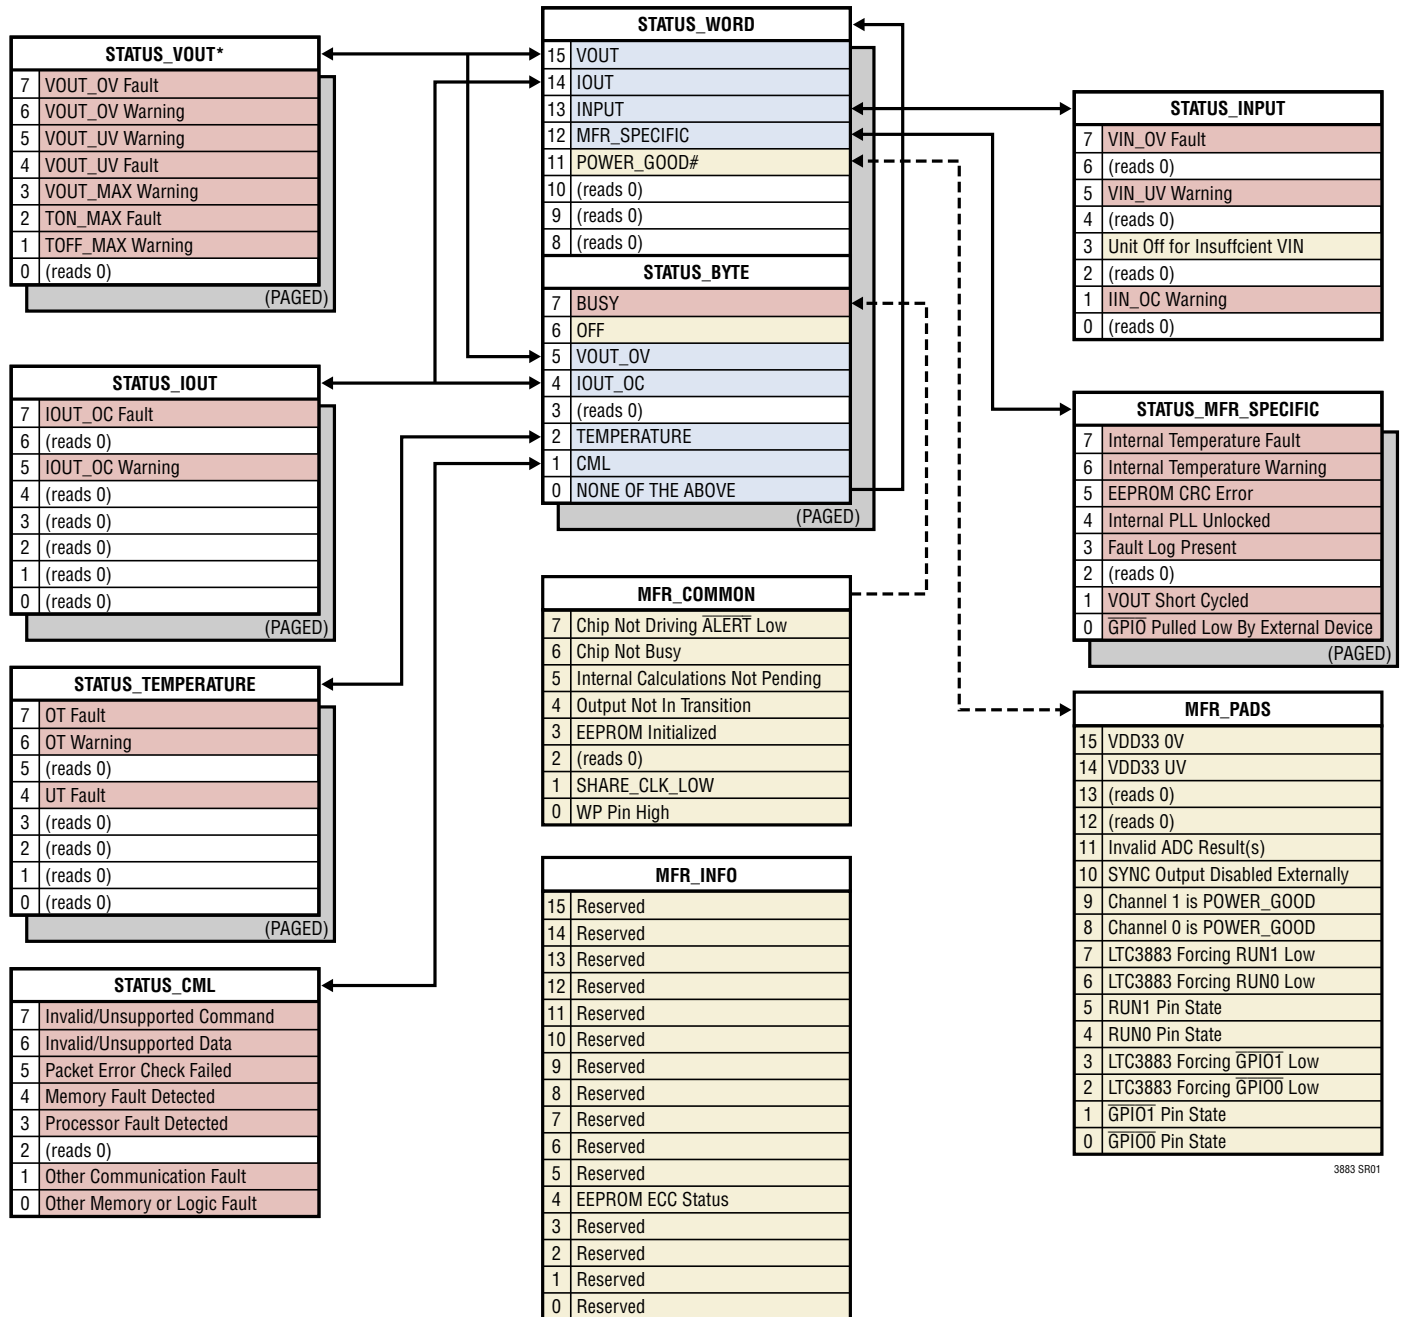 STATUS_VOUT*
7 VOUT_OV Fault
6 VOUT_OV Warning
5 VOUT_UV Warning
4 VOUT_UV Fault
3 VOUT_MAX Warning
2 TON_MAX Fault
1 TOFF_MAX Warning
0 (reads 0)
(PAGED)
STATUS_IOUT
7 IOUT_OC Fault
6 (reads 0)
5 IOUT_OC Warning
4 (reads 0)
3 (reads 0)
2 (reads 0)
1 (reads 0)
0 (reads 0)
(PAGED)
STATUS_TEMPERATURE
7 OT Fault
6 OT Warning
5 (reads 0)
4 UT Fault
3 (reads 0)
2 (reads 0)
1 (reads 0)
0 (reads 0)
(PAGED)
STATUS_CML
7 Invalid/Unsupported Command
6 Invalid/Unsupported Data
5 Packet Error Check Failed
4 Memory Fault Detected
3 Processor Fault Detected
2 (reads 0)
1 Other Communication Fault
0 Other Memory or Logic Fault
STATUS_WORD
15 VOUT
14 IOUT
13 INPUT
12 MFR_SPECIFIC
11 POWER_GOOD#
10 (reads 0)
9 (reads 0)
8 (reads 0)
STATUS_BYTE
7 BUSY
6 OFF
5 VOUT_OV
4 IOUT_OC
3 (reads 0)
2 TEMPERATURE
1 CML
0 NONE OF THE ABOVE
(PAGED)
MFR_COMMON
7 Chip Not Driving ALERT Low
6 Chip Not Busy
5 Internal Calculations Not Pending
4 Output Not In Transition
3 EEPROM Initialized
2 (reads 0)
1 SHARE_CLK_LOW
0 WP Pin High
MFR_INFO
15 Reserved
14 Reserved
13 Reserved
12 Reserved
11 Reserved
10 Reserved
9 Reserved
8 Reserved
7 Reserved
6 Reserved
5 Reserved
4 EEPROM ECC Status
3 Reserved
2 Reserved
1 Reserved
0 Reserved
STATUS_INPUT
7 VIN_OV Fault
6 (reads 0)
5 VIN_UV Warning
4 (reads 0)
3 Unit Off for Insuffcient VIN
2 (reads 0)
1 IIN_OC Warning
0 (reads 0)
STATUS_MFR_SPECIFIC
7 Internal Temperature Fault
6 Internal Temperature Warning
5 EEPROM CRC Error
4 Internal PLL Unlocked
3 Fault Log Present
2 (reads 0)
1 VOUT Short Cycled
0 GPIO Pulled Low By External Device
(PAGED)
MFR_PADS
15 VDD33 OV
14 VDD33 UV
13 (reads 0)
12 (reads 0)
11 Invalid ADC Result(s)
10 SYNC Output Disabled Externally
9 Channel 1 is POWER_GOOD
8 Channel 0 is POWER_GOOD
7 LTC3883 Forcing RUN1 Low
6 LTC3883 Forcing RUN0 Low
5 RUN1 Pin State
4 RUN0 Pin State
3 LTC3883 Forcing GPIO1 Low
2 LTC3883 Forcing GPIO0 Low
1 GPIO1 Pin State
0 GPIO0 Pin State
3883 SR01